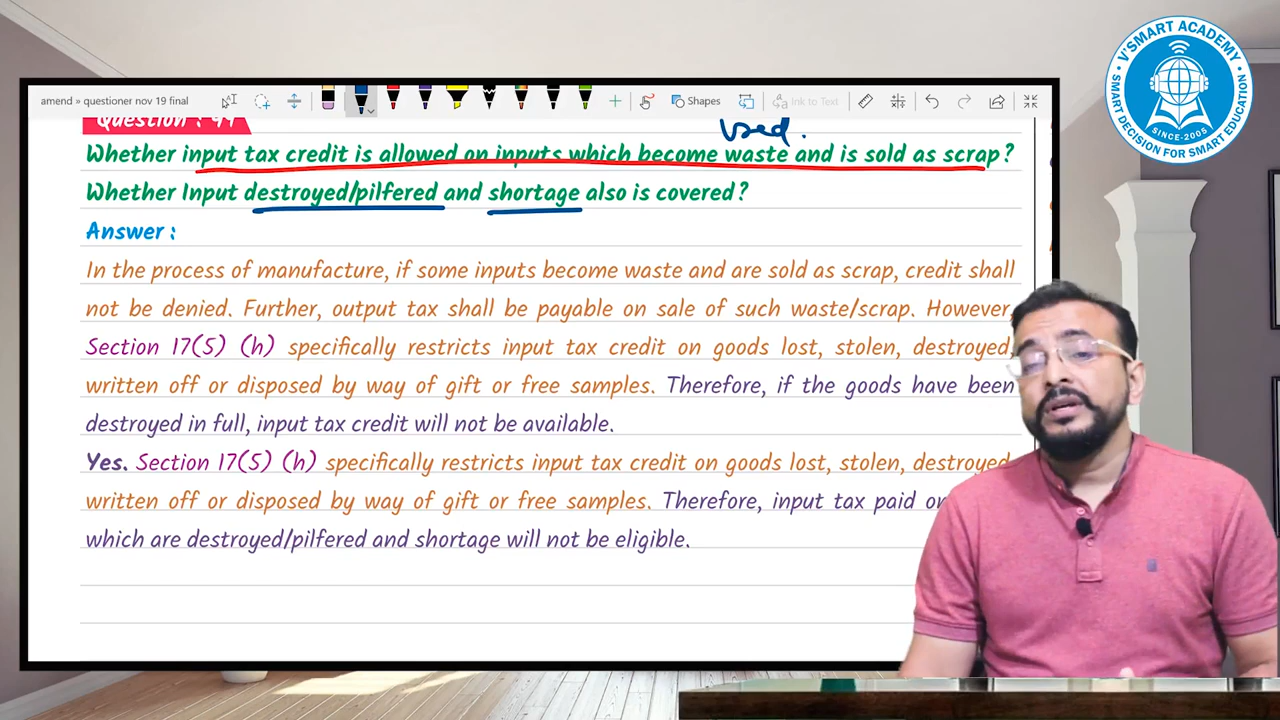 V'SMART ACADEMY
SMART DECISION FOR SMART EDUCATION
SINCE-2005
amend » questioner nov 19 final
Shapes
Ink to Text
Question : 44
used.
Whether input tax credit is allowed on inputs which become waste and is sold as scrap?
Whether Input destroyed/pilfered and shortage also is covered?
Answer :
In the process of manufacture, if some inputs become waste and are sold as scrap, credit shall
not be denied. Further, output tax shall be payable on sale of such waste/scrap. However,
Section 17(5) (h) specifically restricts input tax credit on goods lost, stolen, destroyed,
written off or disposed by way of gift or free samples. Therefore, if the goods have been
destroyed in full, input tax credit will not be available.
Yes. Section 17(5) (h) specifically restricts input tax credit on goods lost, stolen, destroyed,
written off or disposed by way of gift or free samples. Therefore, input tax paid on
which are destroyed/pilfered and shortage will not be eligible.